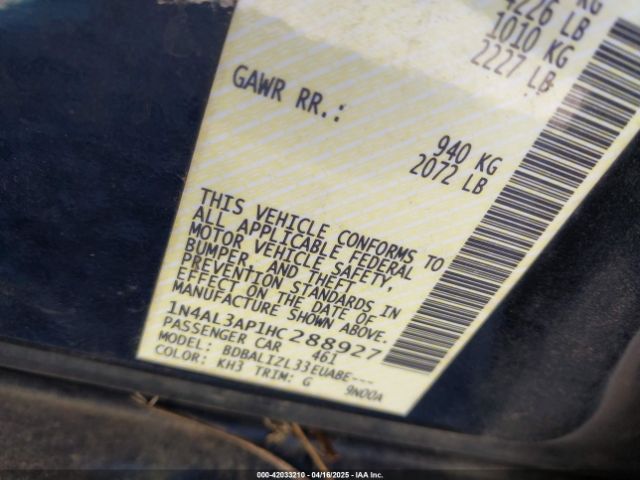 KG
4226 LB
1010 KG
2227 LB
GAWR RR.:
940 KG
2072 LB
THIS VEHICLE CONFORMS TO
ALL APPLICABLE FEDERAL
MOTOR VEHICLE SAFETY,
BUMPER, AND THEFT
PREVENTION STANDARDS IN
EFFECT ON THE DATE OF
MANUFACTURE SHOWN ABOVE.
1N4AL3AP1HC288927
PASSENGER CAR 461
MODEL: BDBALIZL33EUABE---
COLOR: KH3 TRIM: G 9N00A
000-42033210 - 04/16/2025 - IAA Inc.